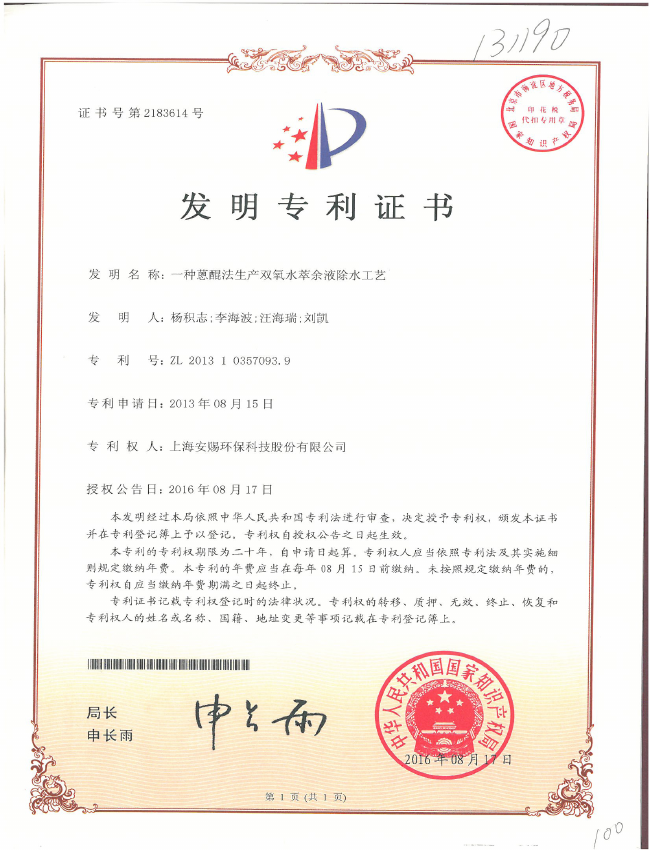 131190
证书号第2183614号
北京市海淀区地方税务局
印花税
代扣专用章
国家知识产权局
发明专利证书
发明名称：一种蒽醌法生产双氧水萃余液除水工艺
发明人：杨积志;李海波;汪海瑞;刘凯
专利号：ZL 2013 1 0357093.9
专利申请日：2013年08月15日
专利权人：上海安赐环保科技股份有限公司
授权公告日：2016年08月17日
本发明经过本局依照中华人民共和国专利法进行审查，决定授予专利权，颁发本证书
并在专利登记簿上予以登记。专利权自授权公告之日起生效。
本专利的专利权期限为二十年，自申请日起算。专利权人应当依照专利法及其实施细
则规定缴纳年费。本专利的年费应当在每年08月15日前缴纳。未按照规定缴纳年费的，
专利权自应当缴纳年费期满之日起终止。
专利证书记载专利权登记时的法律状况。专利权的转移、质押、无效、终止、恢复和
专利权人的姓名或名称、国籍、地址变更等事项记载在专利登记簿上。
局长
申长雨
申长雨
中华人民共和国国家知识产权局
2016年08月17日
第1页(共1页)
100